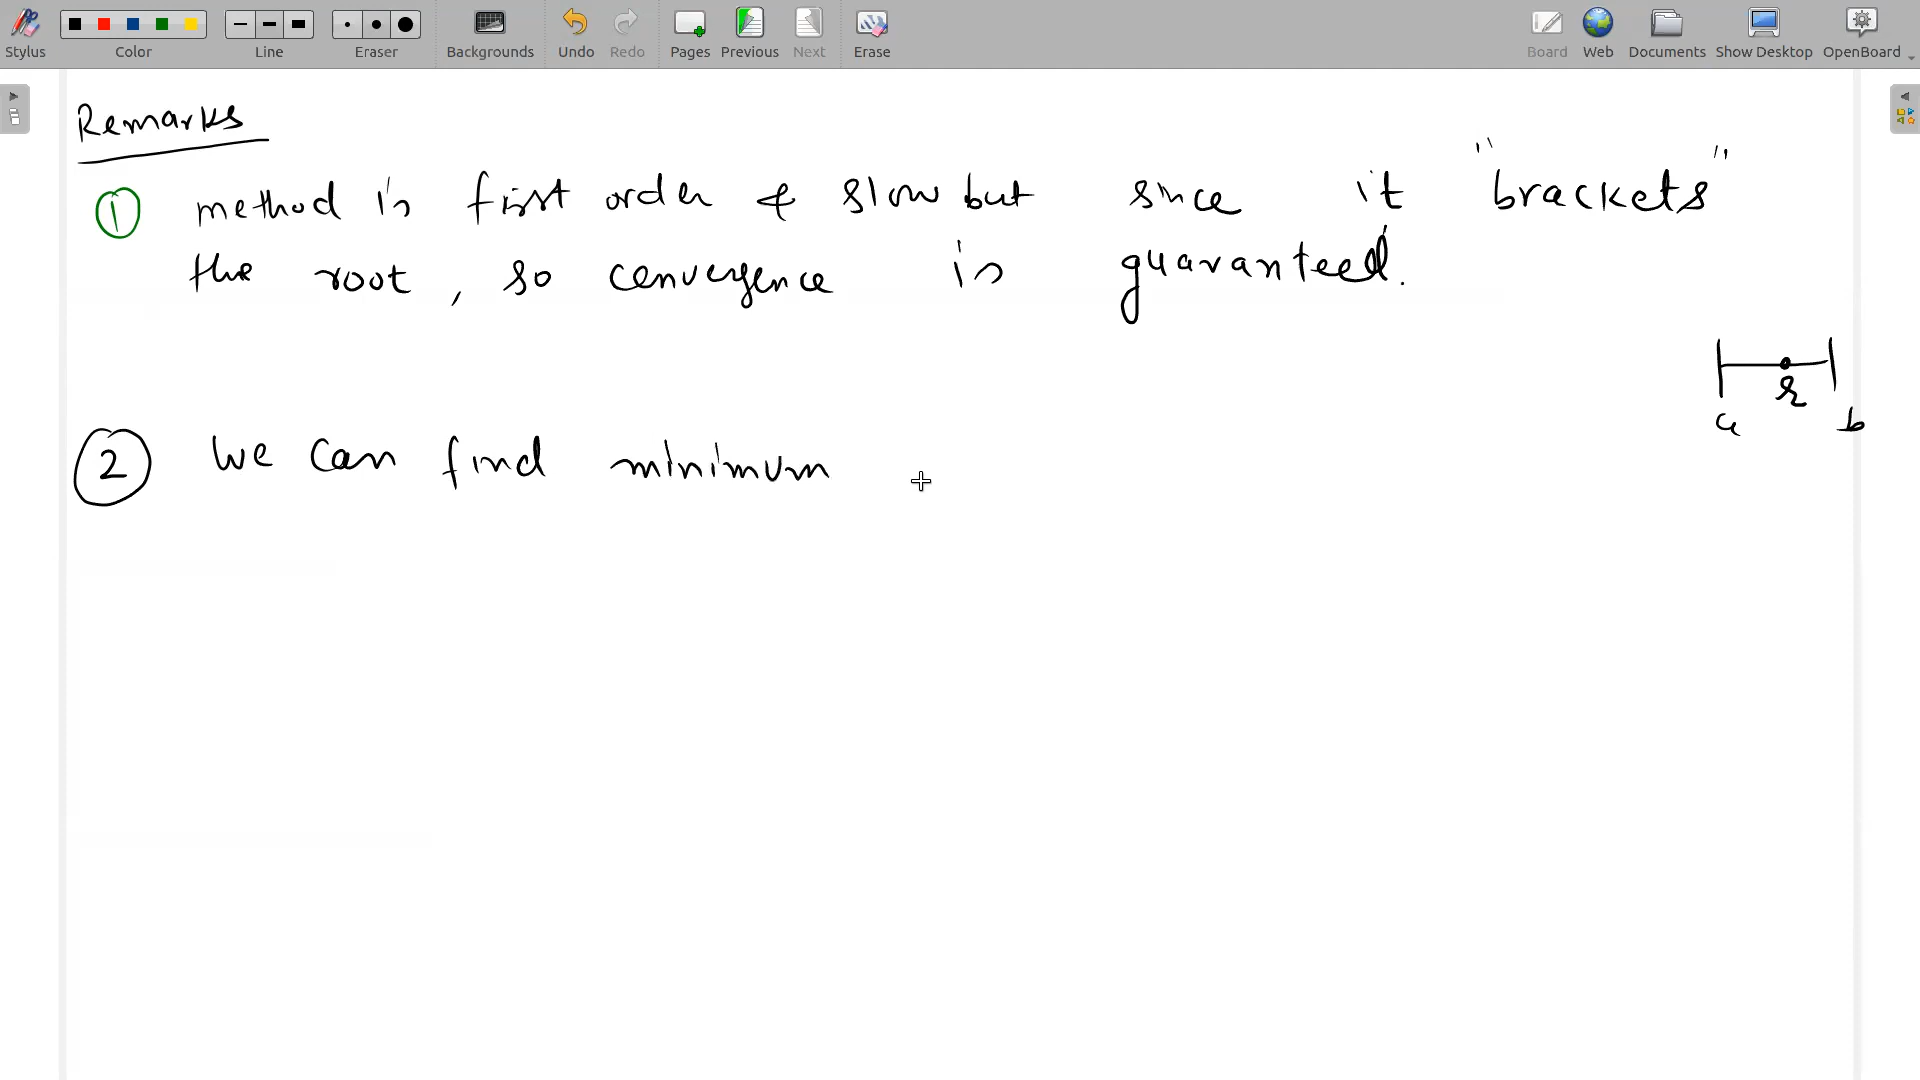 Stylus Color Line Eraser Backgrounds Undo Redo Pages Previous Next Erase Board Web Documents Show Desktop OpenBoard
Remarks
① method is first order & slow but since it "brackets"
the root, so convergence is guaranteed.
r
a b
② We can find minimum